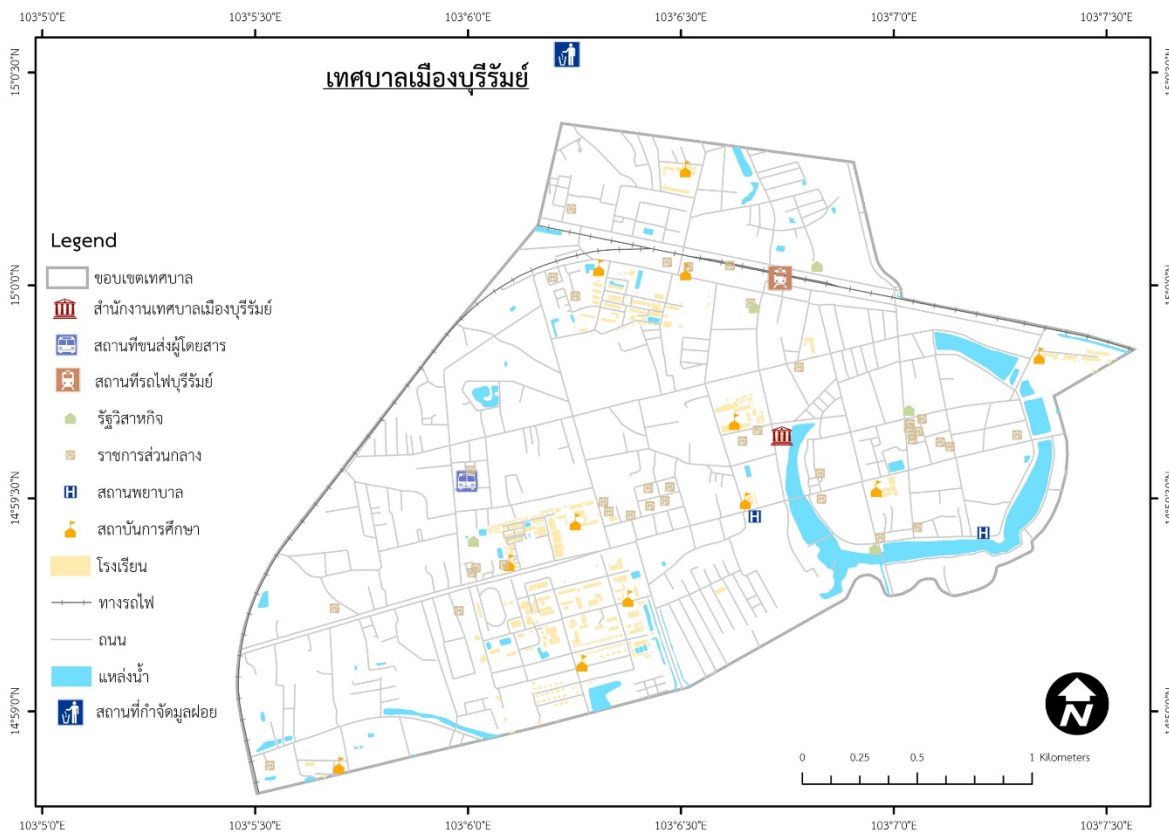 103°5'0"E 103°5'30"E 103°6'0"E 103°6'30"E 103°7'0"E 103°7'30"E
15°0'30"N 15°0'30"N
เทศบาลเมืองบุรีรัมย์
Legend
ขอบเขตเทศบาล
สำนักงานเทศบาลเมืองบุรีรัมย์
สถานทีขนส่งผู้โดยสาร
สถานทีรถไฟบุรีรัมย์
รัฐวิสาหกิจ
ราชการส่วนกลาง
สถานพยาบาล
สถาบันการศึกษา
โรงเรียน
ทางรถไฟ
ถนน
แหล่งน้ำ
สถานที่กำจัดมูลฝอย
15°0'0"N 15°0'0"N
14°59'30"N 14°59'30"N
H
H
H
N
0 0.25 0.5 1 Kilometers
103°5'0"E 103°5'30"E 103°6'0"E 103°6'30"E 103°7'0"E 103°7'30"E